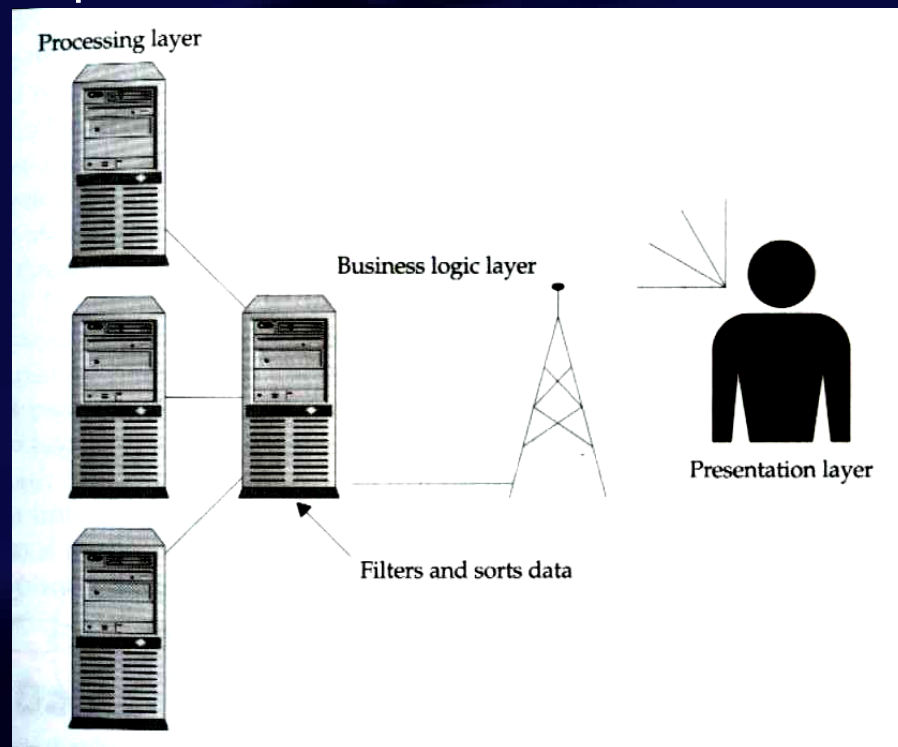 Processing layer
Business logic layer
Presentation layer
Filters and sorts data